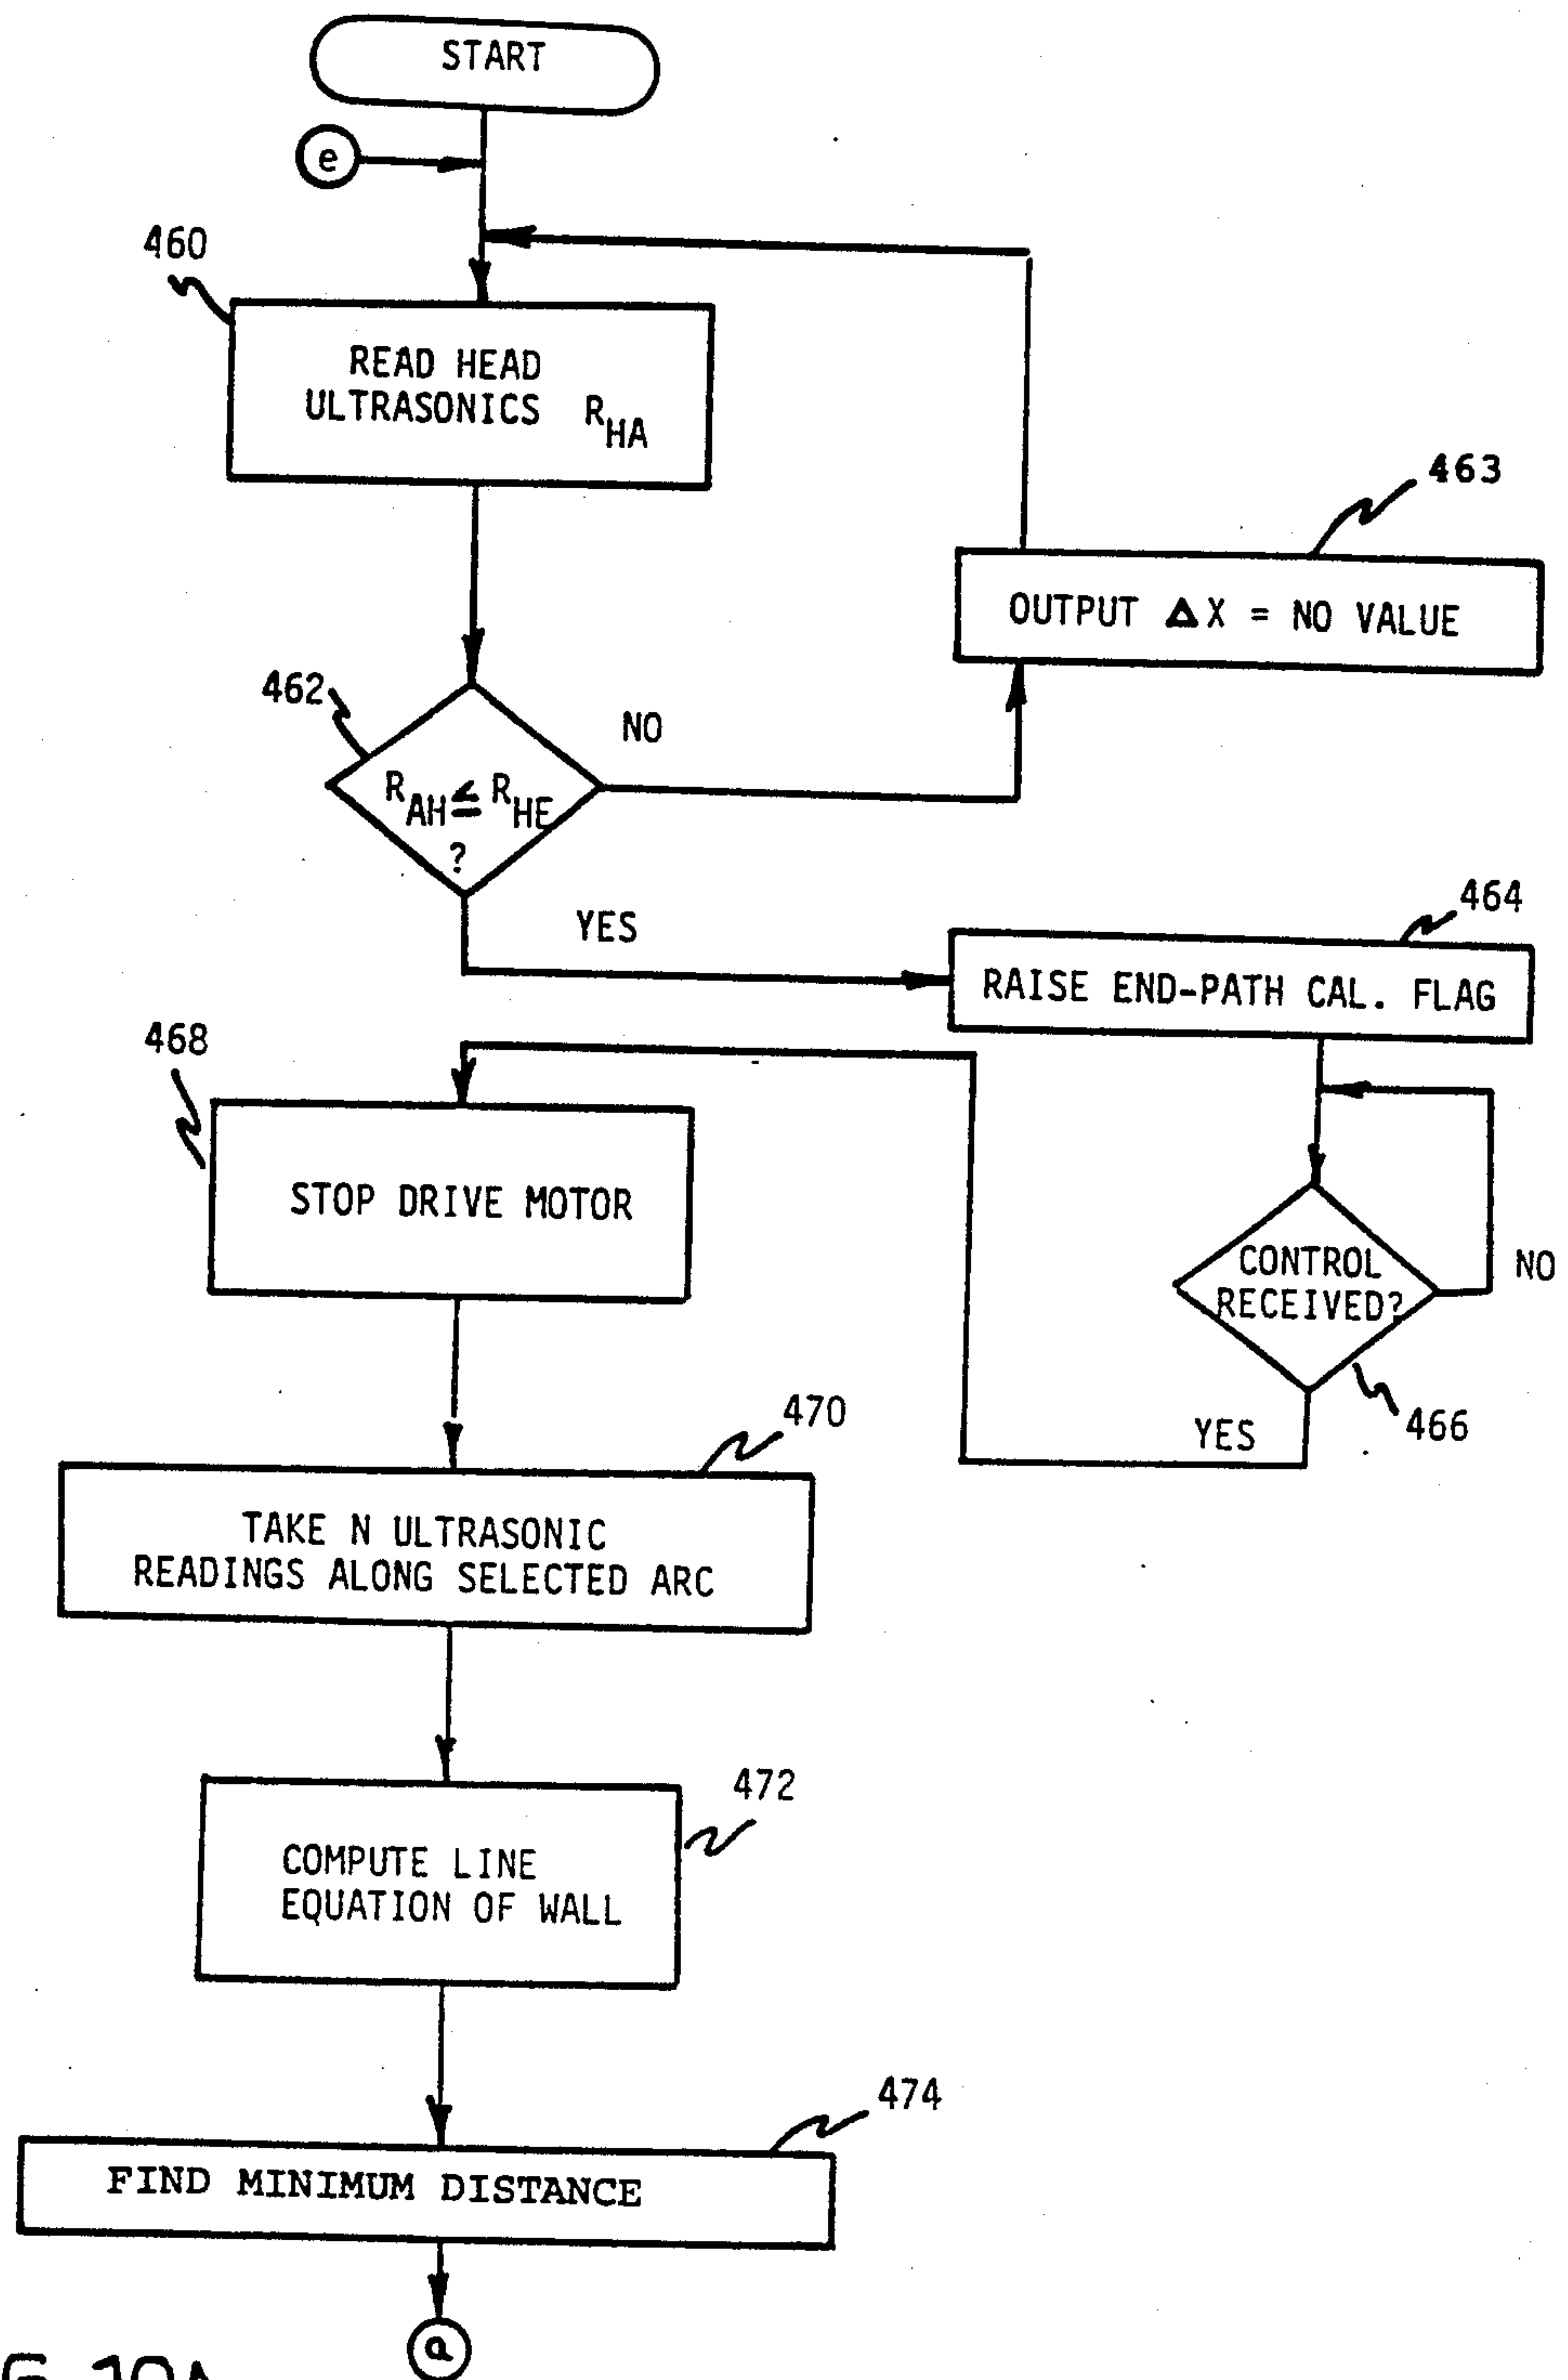 START
e
460
READ HEAD
ULTRASONICS R_HA
463
OUTPUT ΔX = NO VALUE
462
NO
R_AH ≤ R_HE
?
YES
464
RAISE END-PATH CAL. FLAG
468
STOP DRIVE MOTOR
CONTROL
RECEIVED?
NO
466
YES
470
TAKE N ULTRASONIC
READINGS ALONG SELECTED ARC
472
COMPUTE LINE
EQUATION OF WALL
474
FIND MINIMUM DISTANCE
a